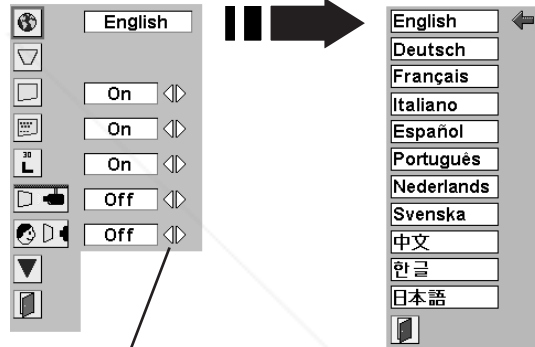 English
On
On
30
L
On
Off
Off
English
Deutsch
Français
Italiano
Español
Português
Nederlands
Svenska
中文
한글
日本語